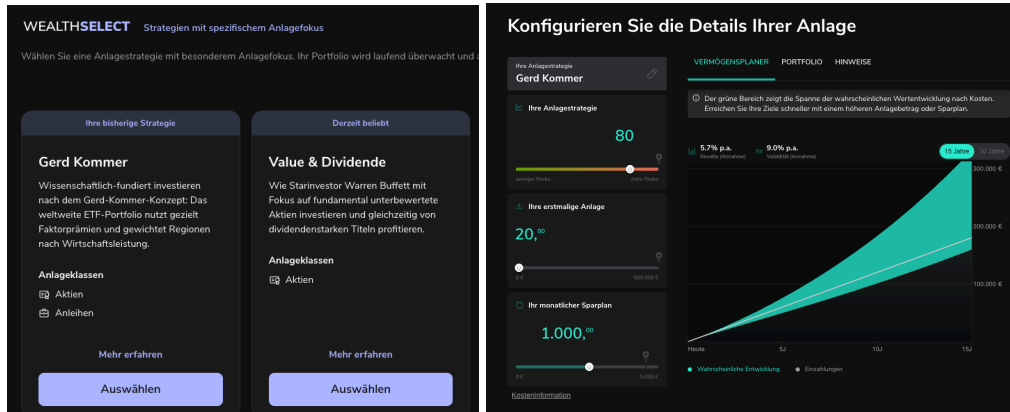 WEALTHSELECT Strategien mit spezifischem Anlagefokus
Wählen Sie eine Anlagestrategie mit besonderem Anlagefokus. Ihr Portfolio wird laufend überwacht und
Ihre bisherige Strategie
Gerd Kommer
Wissenschaftlich-fundiert investieren
nach dem Gerd-Kommer-Konzept: Das
weltweite ETF-Portfolio nutzt gezielt
Faktorprämien und gewichtet Regionen
nach Wirtschaftsleistung.
Anlageklassen
Aktien
Anleihen
Mehr erfahren
Auswählen
Derzeit beliebt
Value & Dividende
Wie Starinvestor Warren Buffett mit
Fokus auf fundamental unterbewertete
Aktien investieren und gleichzeitig von
dividendenstarken Titeln profitieren.
Anlageklassen
Aktien
Mehr erfahren
Auswählen
Konfigurieren Sie die Details Ihrer Anlage
Ihre Anlagestrategie
Gerd Kommer
Ihre Anlagestrategie
80
weniger Risiko mehr Risiko
Ihre erstmalige Anlage
20,00
0 € 500.000 €
Ihr monatlicher Sparplan
1.000,00
0 € 5.000 €
Kosteninformation
VERMÖGENSPLANER PORTFOLIO HINWEISE
Der grüne Bereich zeigt die Spanne der wahrscheinlichen Wertentwicklung nach Kosten.
Erreichen Sie Ihre Ziele schneller mit einem höheren Anlagebetrag oder Sparplan.
5.7% p.a. 9.0% p.a.
Rendite (Annahme) Volatilität (Annahme)
15 Jahre 30 Jahre
300.000 €
200.000 €
100.000 €
Heute 5J 10J 15J
Wahrscheinliche Entwicklung Einzahlungen